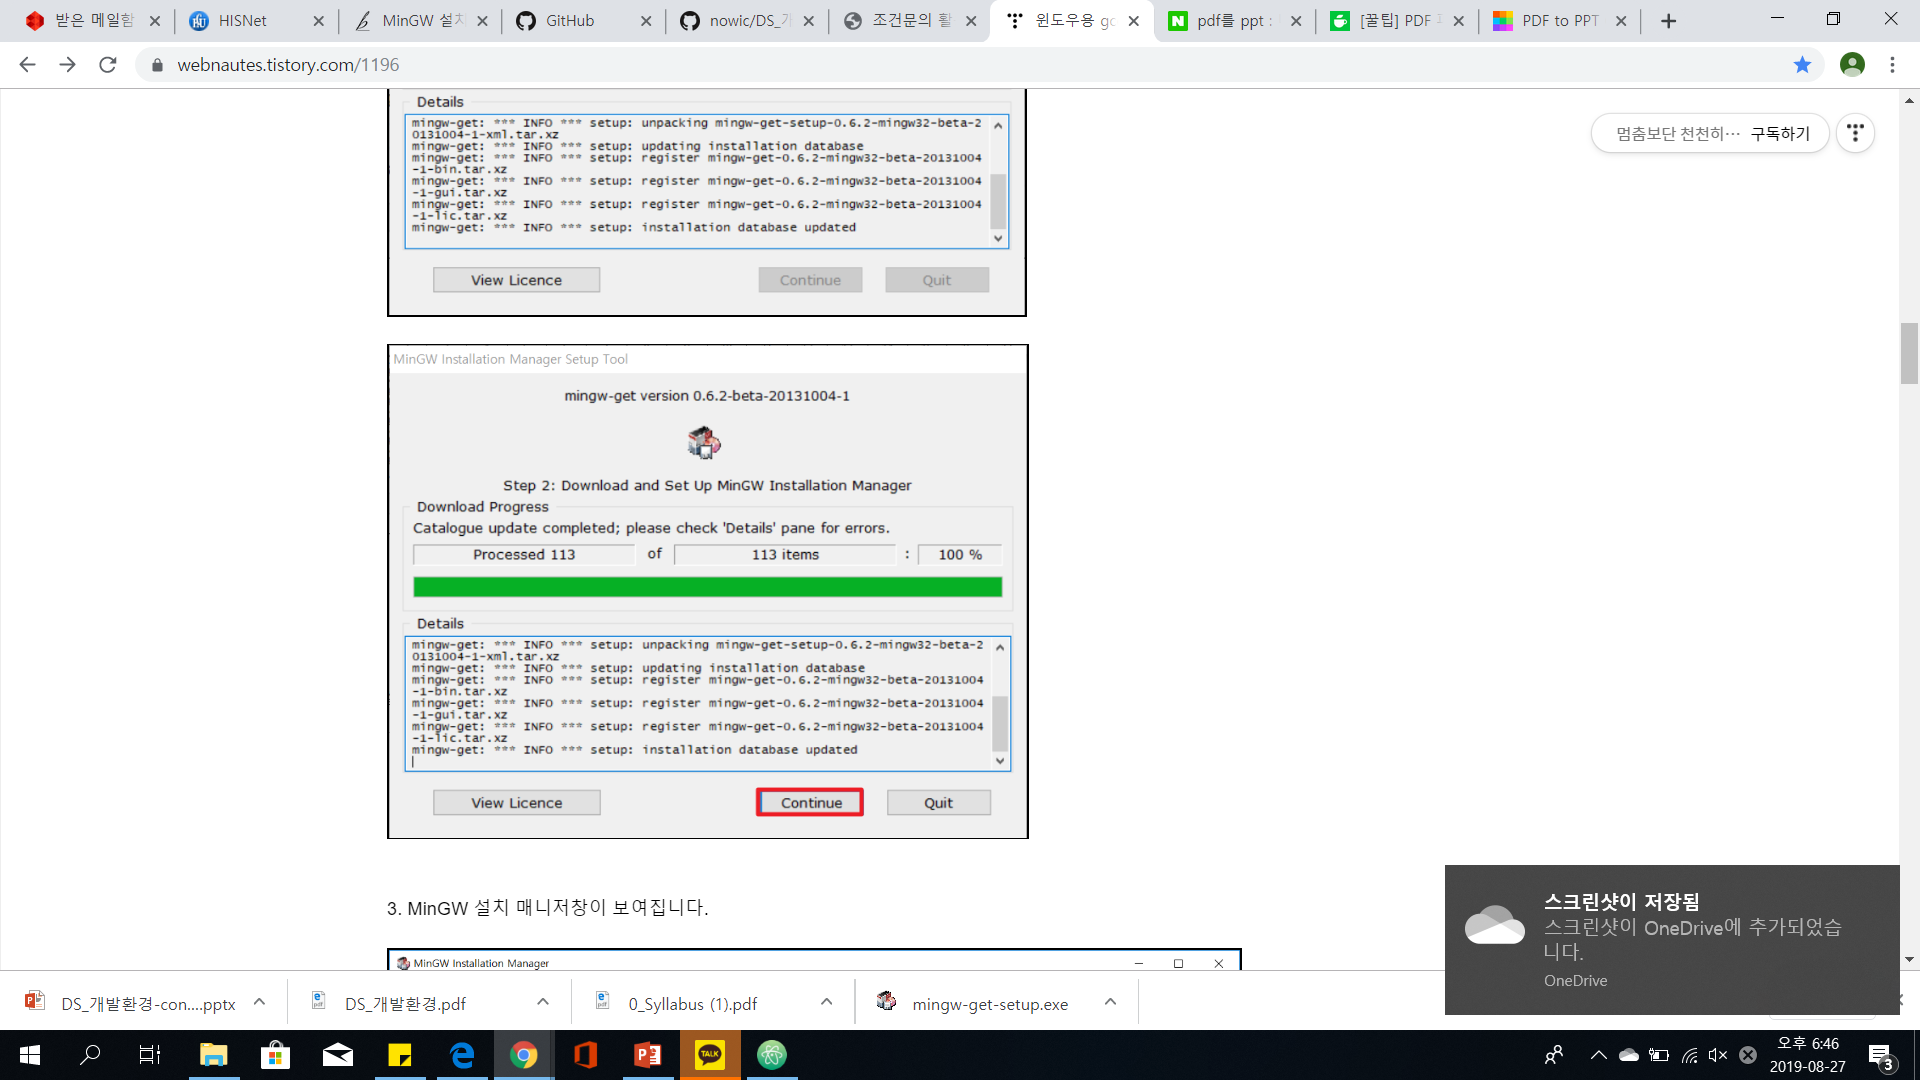 받은 메일함
HISNet
MinGW 설치
GitHub
nowic/DS_개
조건문의 활
윈도우용 gc
pdf를 ppt :
[꿀팁] PDF
PDF to PPT
webnautes.tistory.com/1196
멈춤보단 천천히··· 구독하기
Details
mingw-get: *** INFO *** setup: unpacking mingw-get-setup-0.6.2-mingw32-beta-2
0131004-1-xml.tar.xz
mingw-get: *** INFO *** setup: updating installation database
mingw-get: *** INFO *** setup: register mingw-get-0.6.2-mingw32-beta-20131004
-1-bin.tar.xz
mingw-get: *** INFO *** setup: register mingw-get-0.6.2-mingw32-beta-20131004
-1-gui.tar.xz
mingw-get: *** INFO *** setup: register mingw-get-0.6.2-mingw32-beta-20131004
-1-lic.tar.xz
mingw-get: *** INFO *** setup: installation database updated
View Licence
Continue
Quit
MinGW Installation Manager Setup Tool
mingw-get version 0.6.2-beta-20131004-1
Step 2: Download and Set Up MinGW Installation Manager
Download Progress
Catalogue update completed; please check 'Details' pane for errors.
Processed 113 of 113 items : 100 %
Details
mingw-get: *** INFO *** setup: unpacking mingw-get-setup-0.6.2-mingw32-beta-2
0131004-1-xml.tar.xz
mingw-get: *** INFO *** setup: updating installation database
mingw-get: *** INFO *** setup: register mingw-get-0.6.2-mingw32-beta-20131004
-1-bin.tar.xz
mingw-get: *** INFO *** setup: register mingw-get-0.6.2-mingw32-beta-20131004
-1-gui.tar.xz
mingw-get: *** INFO *** setup: register mingw-get-0.6.2-mingw32-beta-20131004
-1-lic.tar.xz
mingw-get: *** INFO *** setup: installation database updated
View Licence
Continue
Quit
3. MinGW 설치 매니저창이 보여집니다.
MinGW Installation Manager
스크린샷이 저장됨
스크린샷이 OneDrive에 추가되었습
니다.
OneDrive
DS_개발환경-con....pptx
DS_개발환경.pdf
0_Syllabus (1).pdf
mingw-get-setup.exe
TALK
오후 6:46
2019-08-27
3